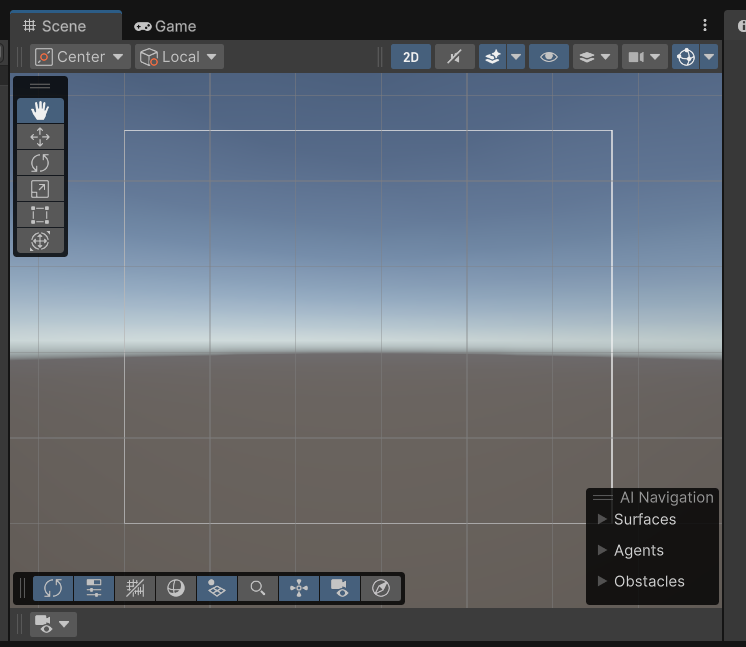 Scene
Game
Center
Local
2D
AI Navigation
Surfaces
Agents
Obstacles